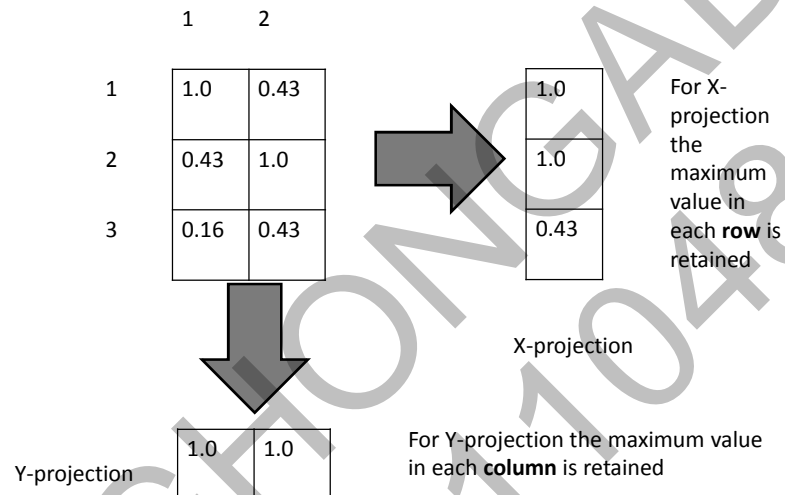 1 2
1 1.0 0.43
2 0.43 1.0
3 0.16 0.43
1.0
1.0
0.43
For X-
projection
the
maximum
value in
each row is
retained
X-projection
1.0 1.0
Y-projection
For Y-projection the maximum value
in each column is retained